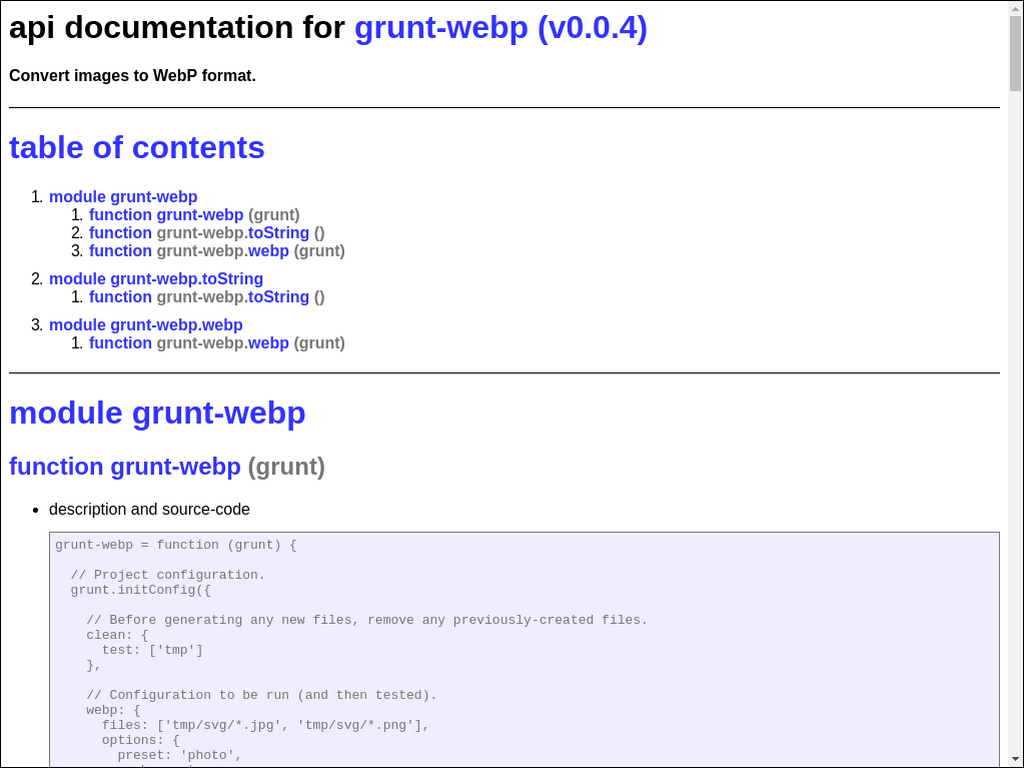 api documentation for grunt-webp (v0.0.4)
Convert images to WebP format.
table of contents
1. module grunt-webp
1. function grunt-webp (grunt)
2. function grunt-webp.toString ()
3. function grunt-webp.webp (grunt)
2. module grunt-webp.toString
1. function grunt-webp.toString ()
3. module grunt-webp.webp
1. function grunt-webp.webp (grunt)
module grunt-webp
function grunt-webp (grunt)
• description and source-code
grunt-webp = function (grunt) {
// Project configuration.
grunt.initConfig({
// Before generating any new files, remove any previously-created files.
clean: {
test: ['tmp']
},
// Configuration to be run (and then tested).
webp: {
files: ['tmp/svg/*.jpg', 'tmp/svg/*.png'],
options: {
preset: 'photo',